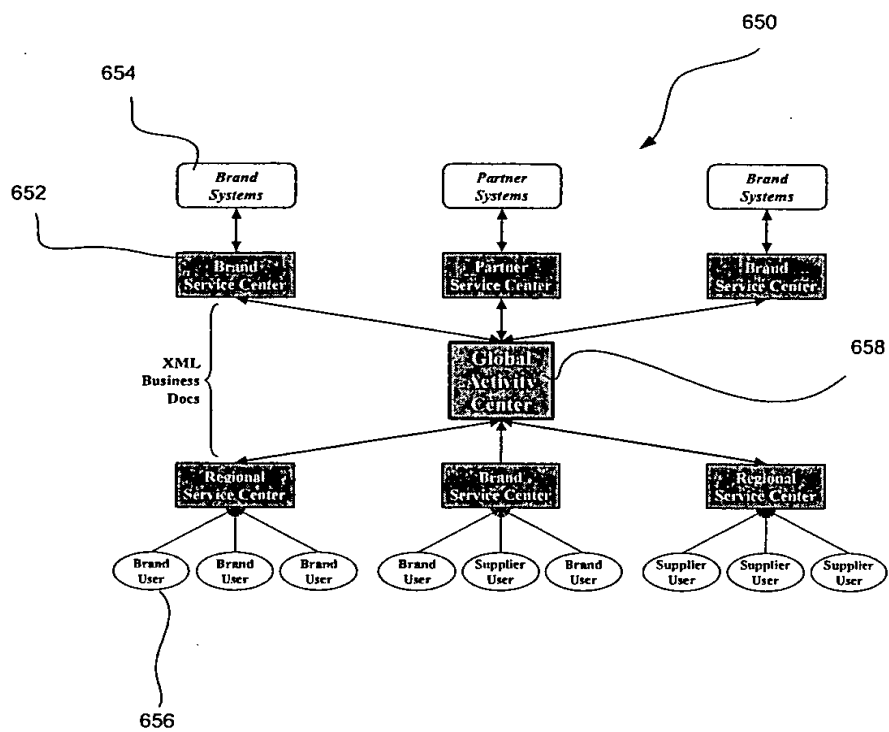 650
654
Brand
Systems
Partner
Systems
Brand
Systems
652
Brand
Service Center
Partner
Service Center
Brand
Service Center
XML
Business
Docs
Global
Activity
Center
658
Regional
Service Center
Brand
Service Center
Regional
Service Center
Brand
User
Brand
User
Brand
User
Brand
User
Supplier
User
Brand
User
Supplier
User
Supplier
User
Supplier
User
656